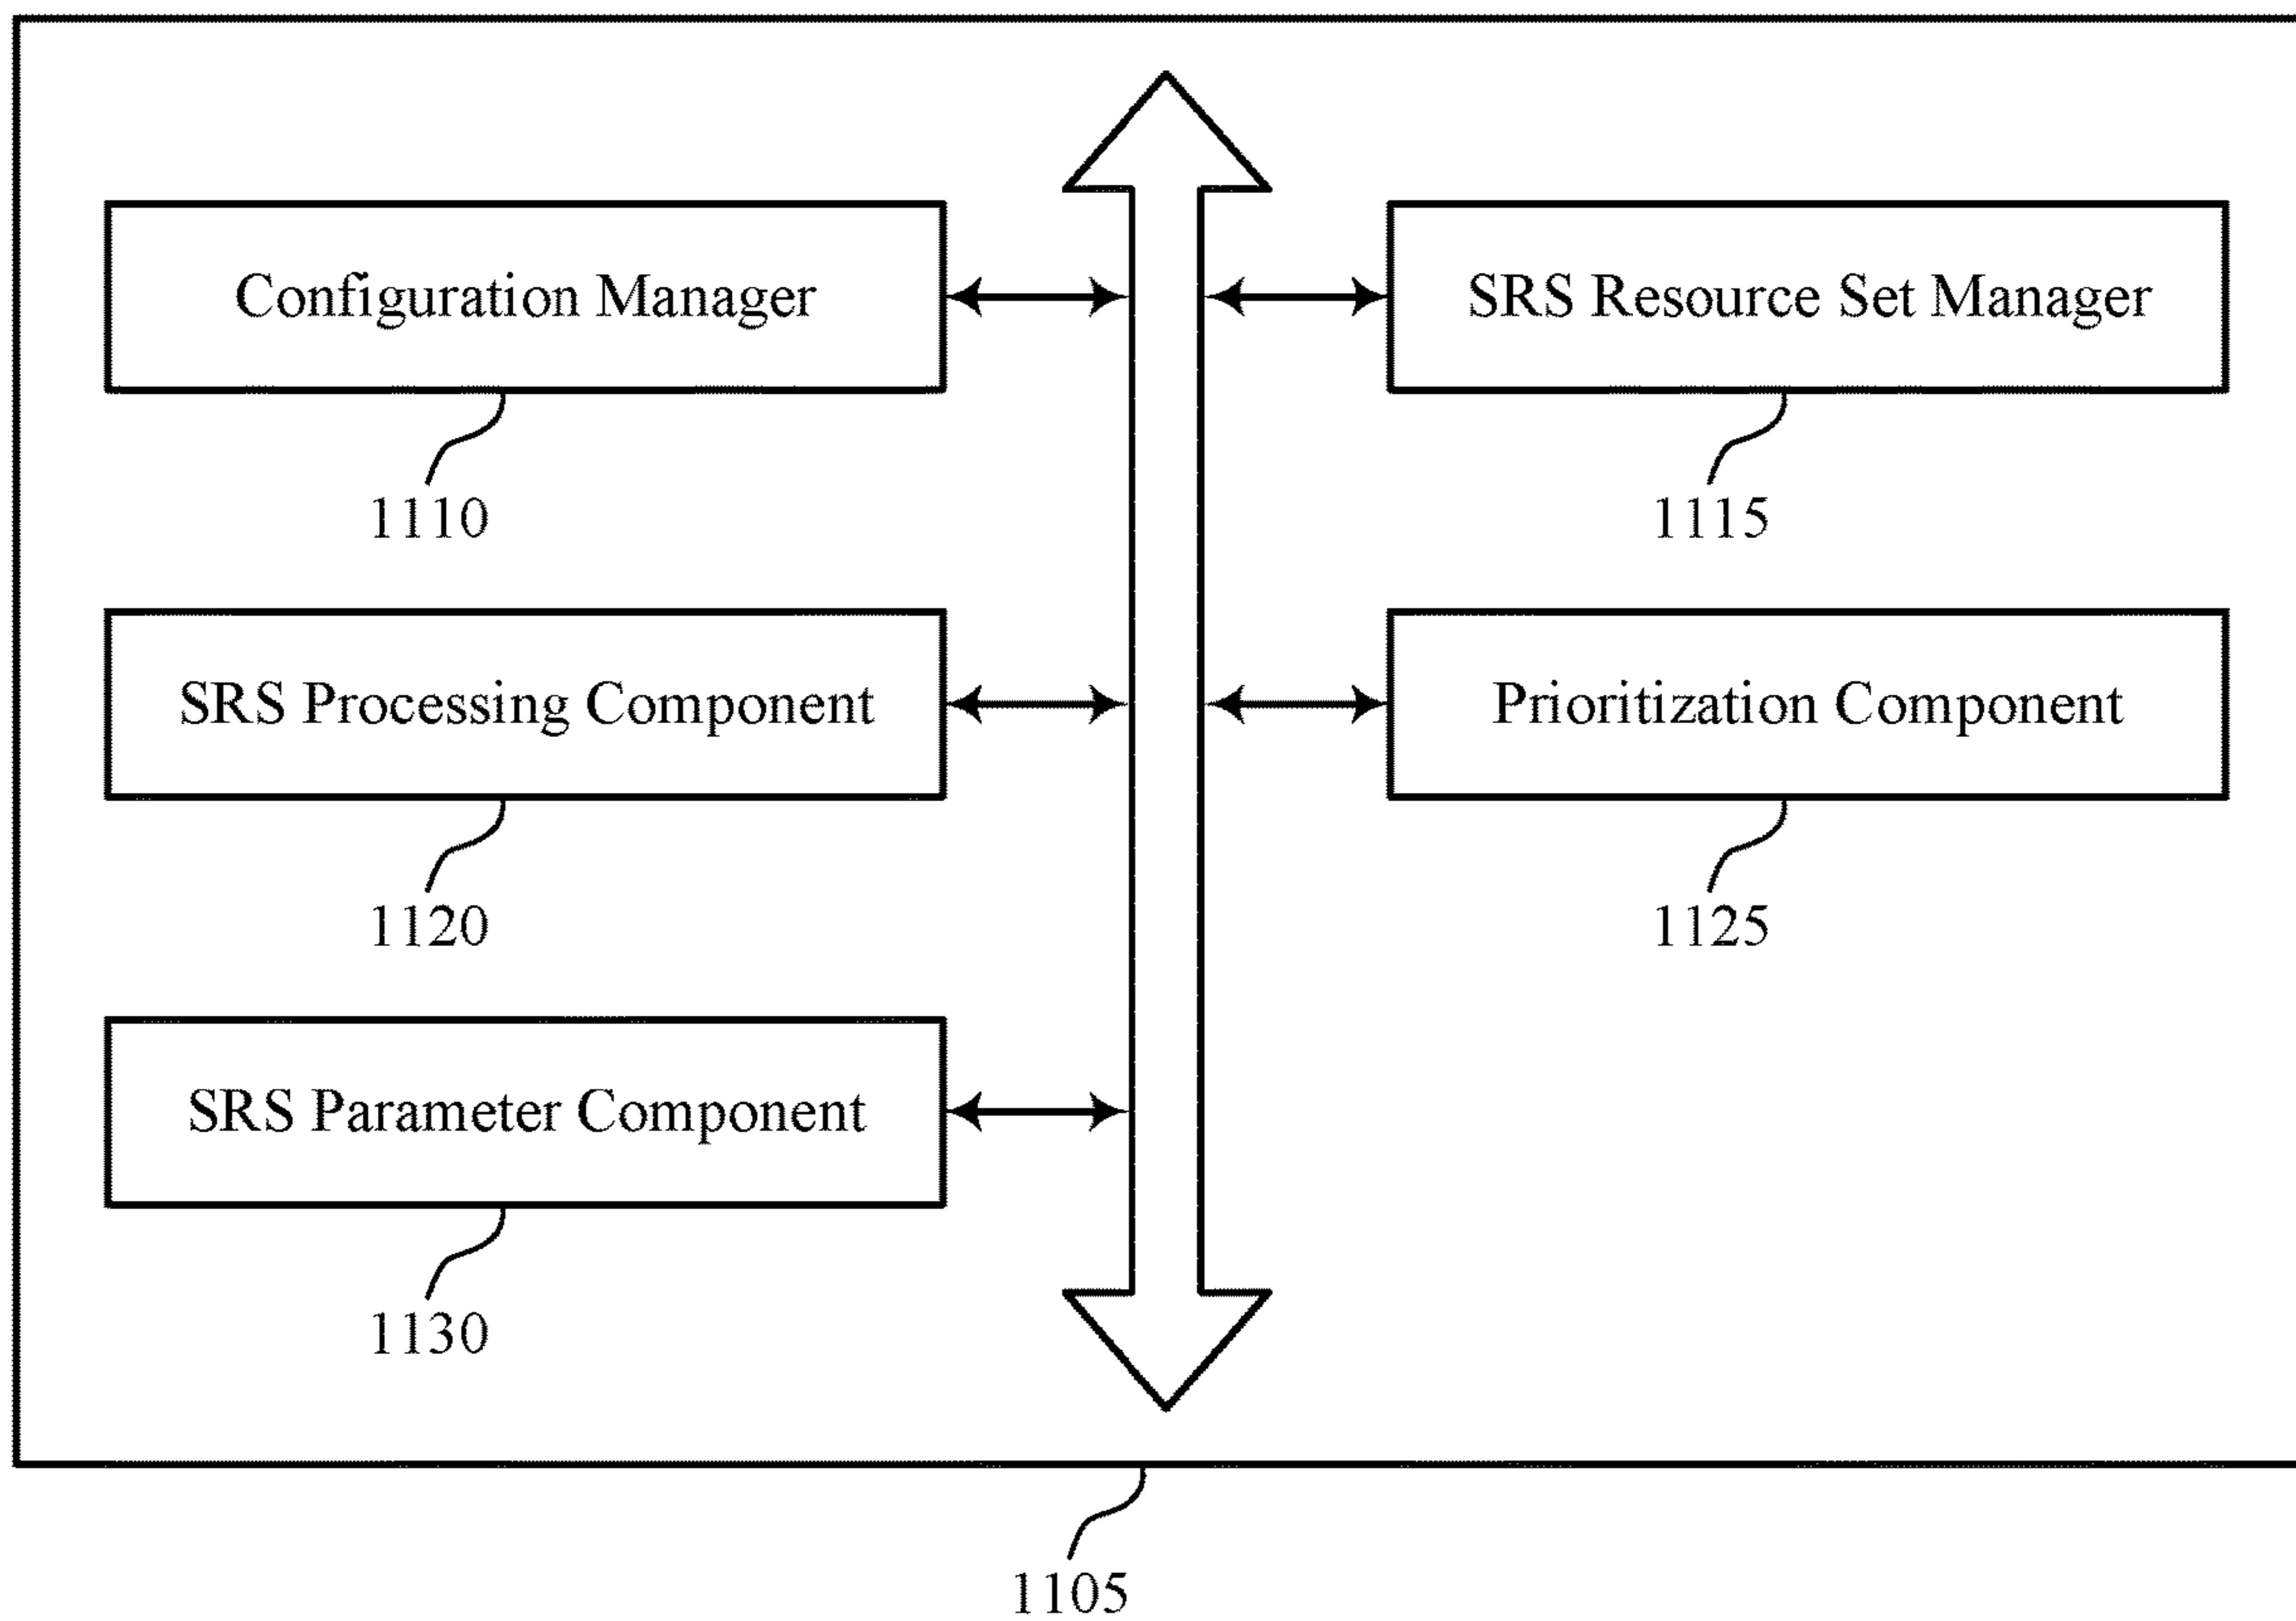 Configuration Manager
SRS Resource Set Manager
1110
1115
SRS Processing Component
Prioritization Component
1120
1125
SRS Parameter Component
1130
1105